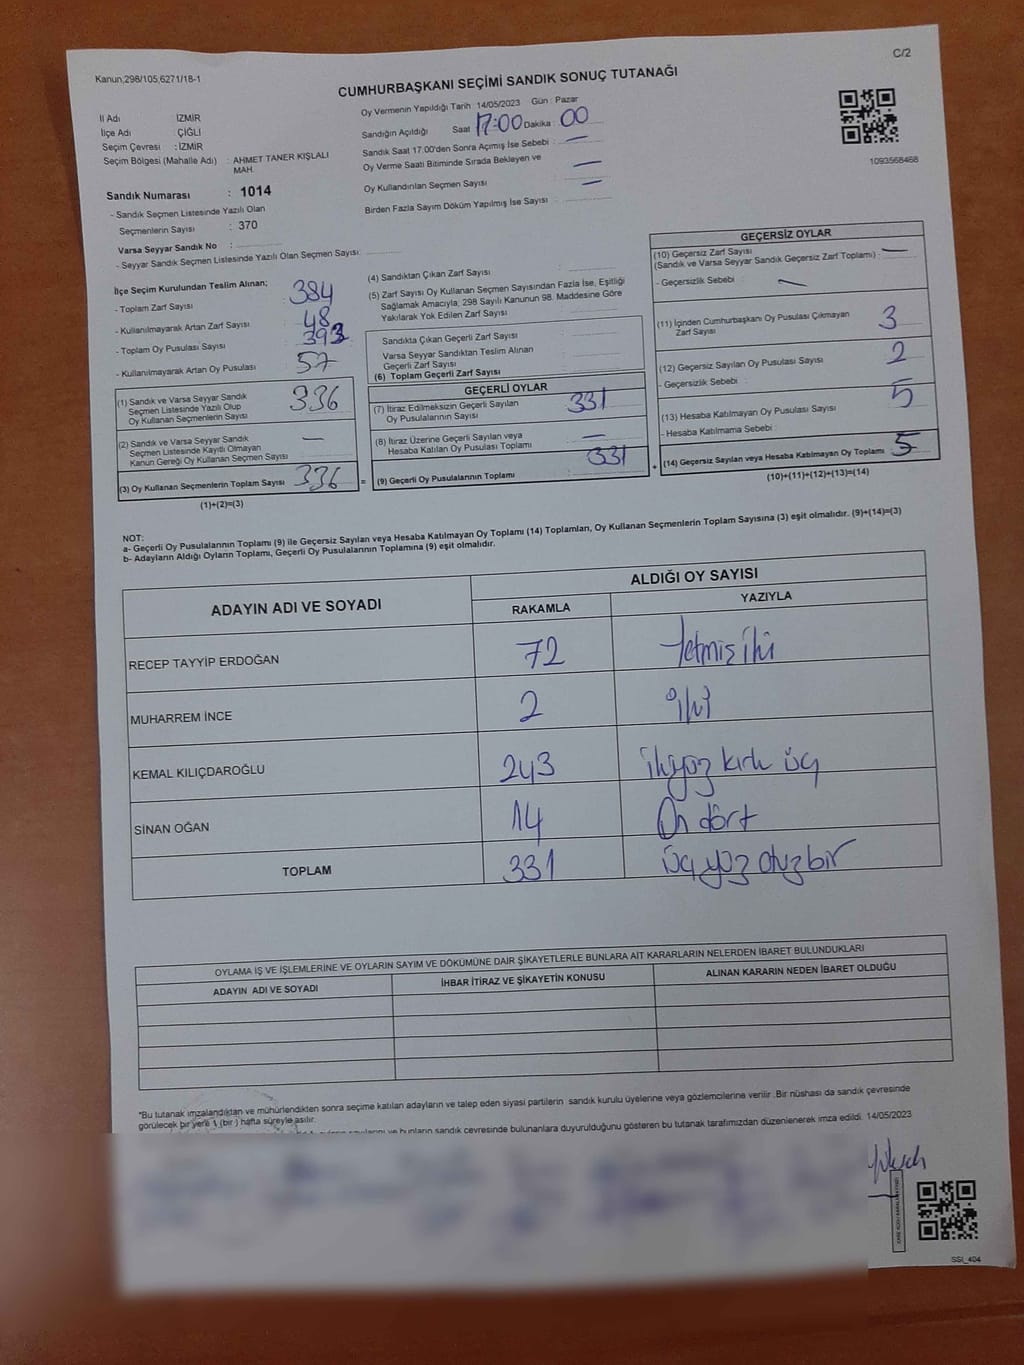 C/2
Kanun;298/105,6271/18-1
CUMHURBAŞKANI SEÇİMİ SANDIK SONUÇ TUTANAĞI
İl Adı İZMİR
İlçe Adı : ÇİĞLİ
Seçim Çevresi : İZMİR
Seçim Bölgesi (Mahalle Adı) : AHMET TANER KIŞLALI MAH.
Sandık Numarası : 1014
- Sandık Seçmen Listesinde Yazılı Olan
Seçmenlerin Sayısı : 370
Varsa Seyyar Sandık No :
- Seyyar Sandık Seçmen Listesinde Yazılı Olan Seçmen Sayısı:
Oy Vermenin Yapıldığı Tarih : 14/05/2023 Gün : Pazar
Sandığın Açıldığı Saat 17:00 Dakika : 00
Sandık Saat 17.00'den Sonra Açımış İse Sebebi : —
Oy Verme Saati Bitiminde Sırada Bekleyen ve —
Oy Kullandırılan Seçmen Sayısı —
Birden Fazla Sayım Döküm Yapılmış İse Sayısı :
1093568468
İlçe Seçim Kurulundan Teslim Alınan;
- Toplam Zarf Sayısı : 384
- Kullanılmayarak Artan Zarf Sayısı : 48
- Toplam Oy Pusulası Sayısı : 393
- Kullanılmayarak Artan Oy Pusulası : 57
(1) Sandık ve Varsa Seyyar Sandık
Seçmen Listesinde Yazılı Olup
Oy Kullanan Seçmenlerin Sayısı 336
(2) Sandık ve Varsa Seyyar Sandık
Seçmen Listesinde Kayıtlı Olmayan
Kanun Gereği Oy Kullanan Seçmen Sayısı —
(3) Oy Kullanan Seçmenlerin Toplam Sayısı 336
(1)+(2)=(3)
(4) Sandıktan Çıkan Zarf Sayısı
(5) Zarf Sayısı Oy Kullanan Seçmen Sayısından Fazla İse, Eşitliği
Sağlamak Amacıyla; 298 Sayılı Kanunun 98. Maddesine Göre
Yakılarak Yok Edilen Zarf Sayısı
Sandıkta Çıkan Geçerli Zarf Sayısı
Varsa Seyyar Sandıktan Teslim Alınan
Geçerli Zarf Sayısı
(6) Toplam Geçerli Zarf Sayısı
GEÇERLİ OYLAR
(7) İtiraz Edilmeksizin Geçerli Sayılan
Oy Pusulalarının Sayısı 331
(8) İtiraz Üzerine Geçerli Sayılan veya
Hesaba Katılan Oy Pusulası Toplamı —
= (9) Geçerli Oy Pusulalarının Toplamı 331
GEÇERSİZ OYLAR
(10) Geçersiz Zarf Sayısı
(Sandık ve Varsa Seyyar Sandık Geçersiz Zarf Toplamı) : —
- Geçersizlik Sebebi : —
(11) İçinden Cumhurbaşkanı Oy Pusulası Çıkmayan
Zarf Sayısı 3
(12) Geçersiz Sayılan Oy Pusulası Sayısı 2
- Geçersizlik Sebebi :
(13) Hesaba Katılmayan Oy Pusulası Sayısı 5
- Hesaba Katılmama Sebebi :
+ (14) Geçersiz Sayılan veya Hesaba Katılmayan Oy Toplamı 5
(10)+(11)+(12)+(13)=(14)
NOT:
a- Geçerli Oy Pusulalarının Toplamı (9) ile Geçersiz Sayılan veya Hesaba Katılmayan Oy Toplamı (14) Toplamları, Oy Kullanan Seçmenlerin Toplam Sayısına (3) eşit olmalıdır. (9)+(14)=(3)
b- Adayların Aldığı Oyların Toplamı, Geçerli Oy Pusulalarının Toplamına (9) eşit olmalıdır.
ADAYIN ADI VE SOYADI ALDIĞI OY SAYISI
RAKAMLA YAZIYLA
RECEP TAYYİP ERDOĞAN 72 Yetmiş iki
MUHARREM İNCE 2 iki
KEMAL KILIÇDAROĞLU 243 ikiyüz kırk üç
SİNAN OĞAN 14 On dört
TOPLAM 331 üç yüz otuz bir
OYLAMA İŞ VE İŞLEMLERİNE VE OYLARIN SAYIM VE DÖKÜMÜNE DAİR ŞİKAYETLERLE BUNLARA AİT KARARLARIN NELERDEN İBARET BULUNDUKLARI
ADAYIN ADI VE SOYADI İHBAR İTİRAZ VE ŞİKAYETİN KONUSU ALINAN KARARIN NEDEN İBARET OLDUĞU
*Bu tutanak imzalandıktan ve mühürlendikten sonra seçime katılan adayların ve talep eden siyasi partilerin sandık kurulu üyelerine veya gözlemcilerine verilir .Bir nüshası da sandık çevresinde
görülecek bir yere 1 (bir ) hafta süreyle asılır.
ve bunların sandık çevresinde bulunanlara duyurulduğunu gösteren bu tutanak tarafımızdan düzenlenerek imza edildi. 14/05/2023
SSI_404